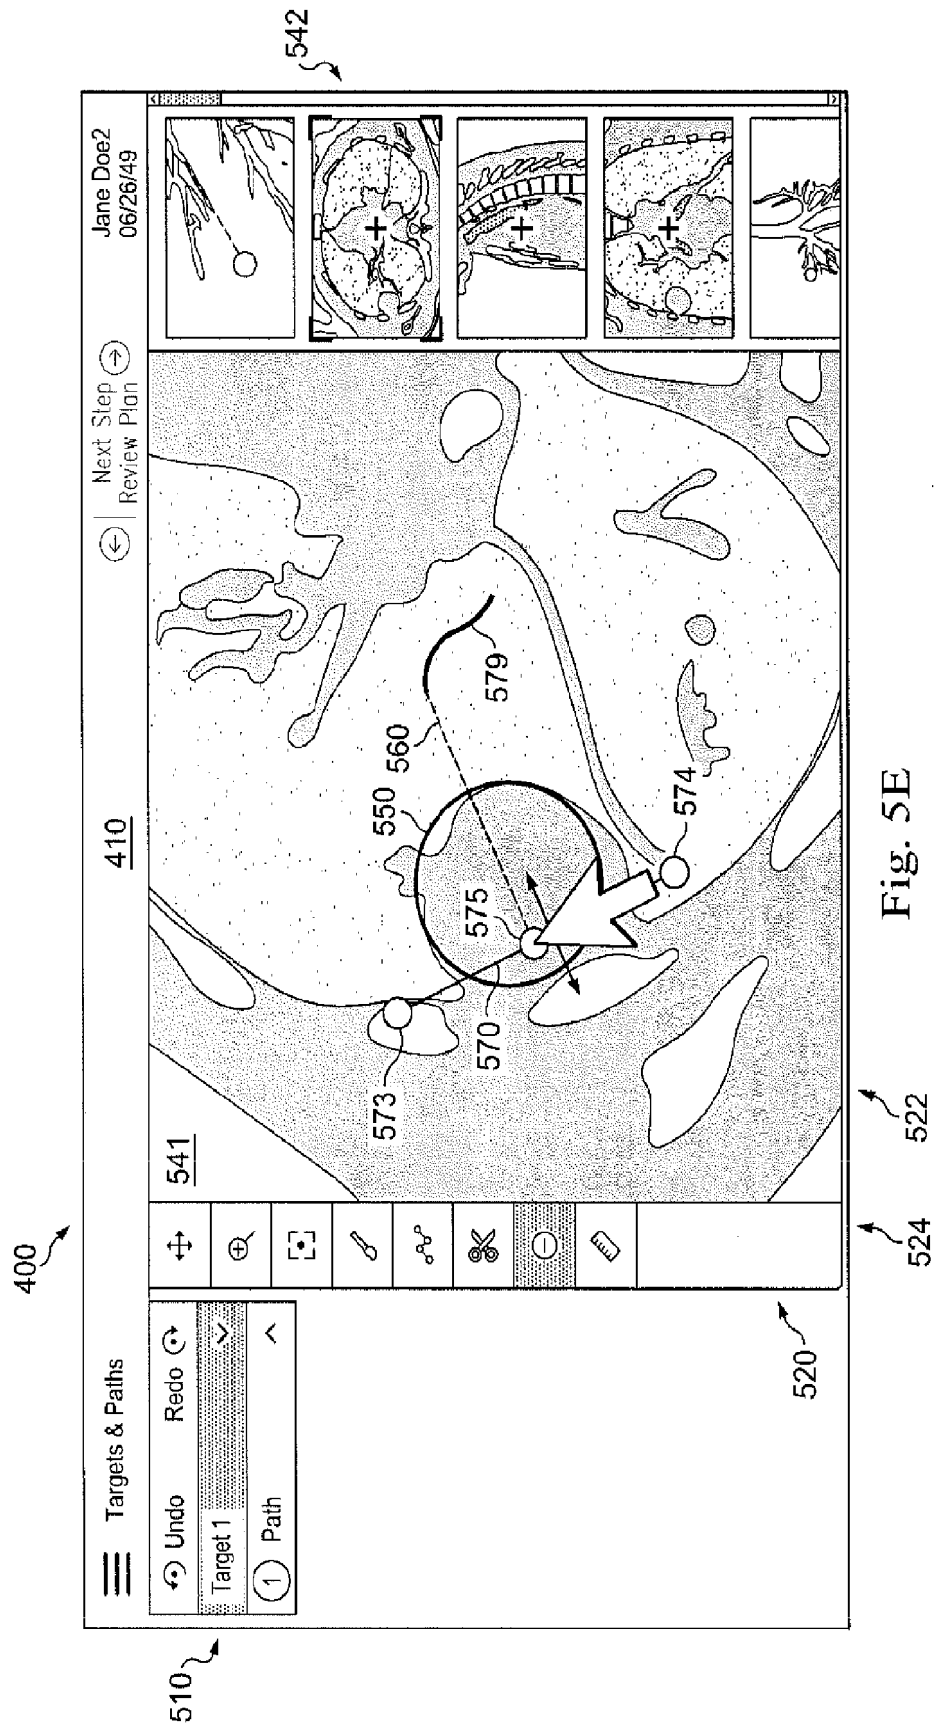 400
Targets & Paths
410
Next Step
Review Plan
Jane Doe2
06/26/49
542
510
Undo
Redo
Target 1
1
Path
541
573
570
575
550
560
579
574
520
524
522
Fig. 5E